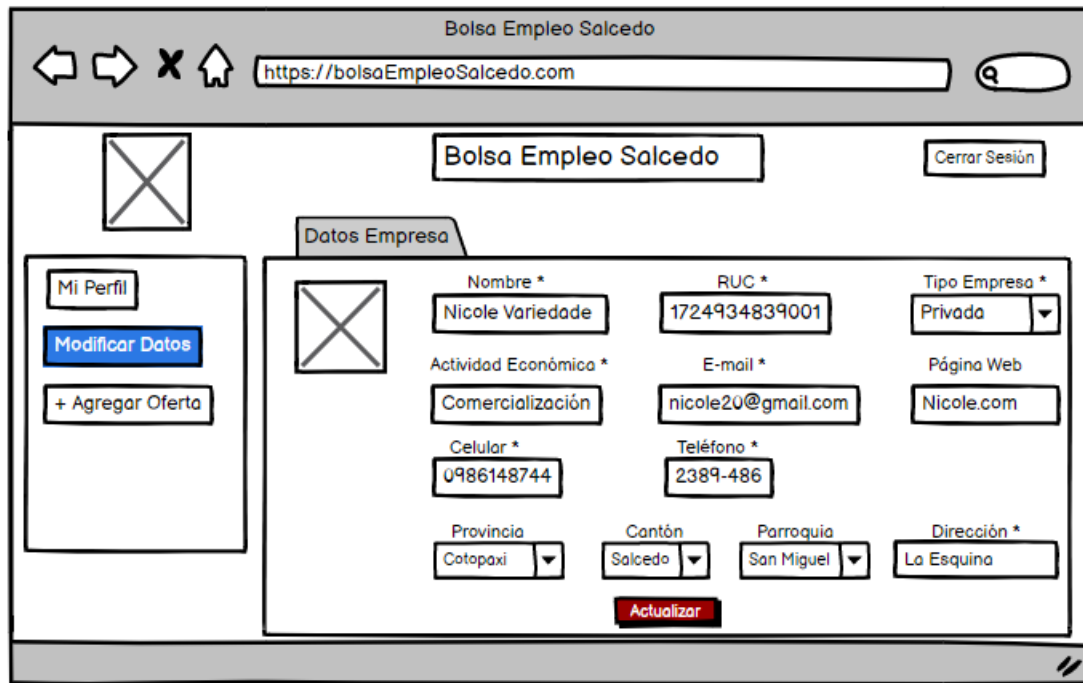 Bolsa Empleo Salcedo
https://bolsaEmpleoSalcedo.com
Bolsa Empleo Salcedo
Cerrar Sesión
Datos Empresa
Mi Perfil
Modificar Datos
+ Agregar Oferta
Nombre * RUC * Tipo Empresa *
Nicole Variedade 1724934839001 Privada
Actividad Económica * E-mail * Página Web
Comercialización nicole20@gmail.com Nicole.com
Celular * Teléfono *
0986148744 2389-486
Provincia Cantón Parroquia Dirección *
Cotopaxi Salcedo San Miguel La Esquina
Actualizar